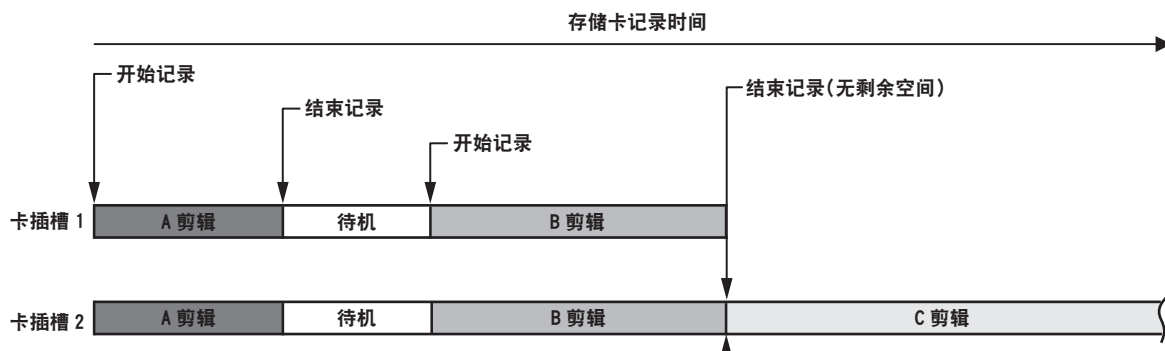 存储卡记录时间
开始记录
结束记录(无剩余空间)
结束记录
开始记录
卡插槽 1
A 剪辑
待机
B 剪辑
卡插槽 2
A 剪辑
待机
B 剪辑
C 剪辑